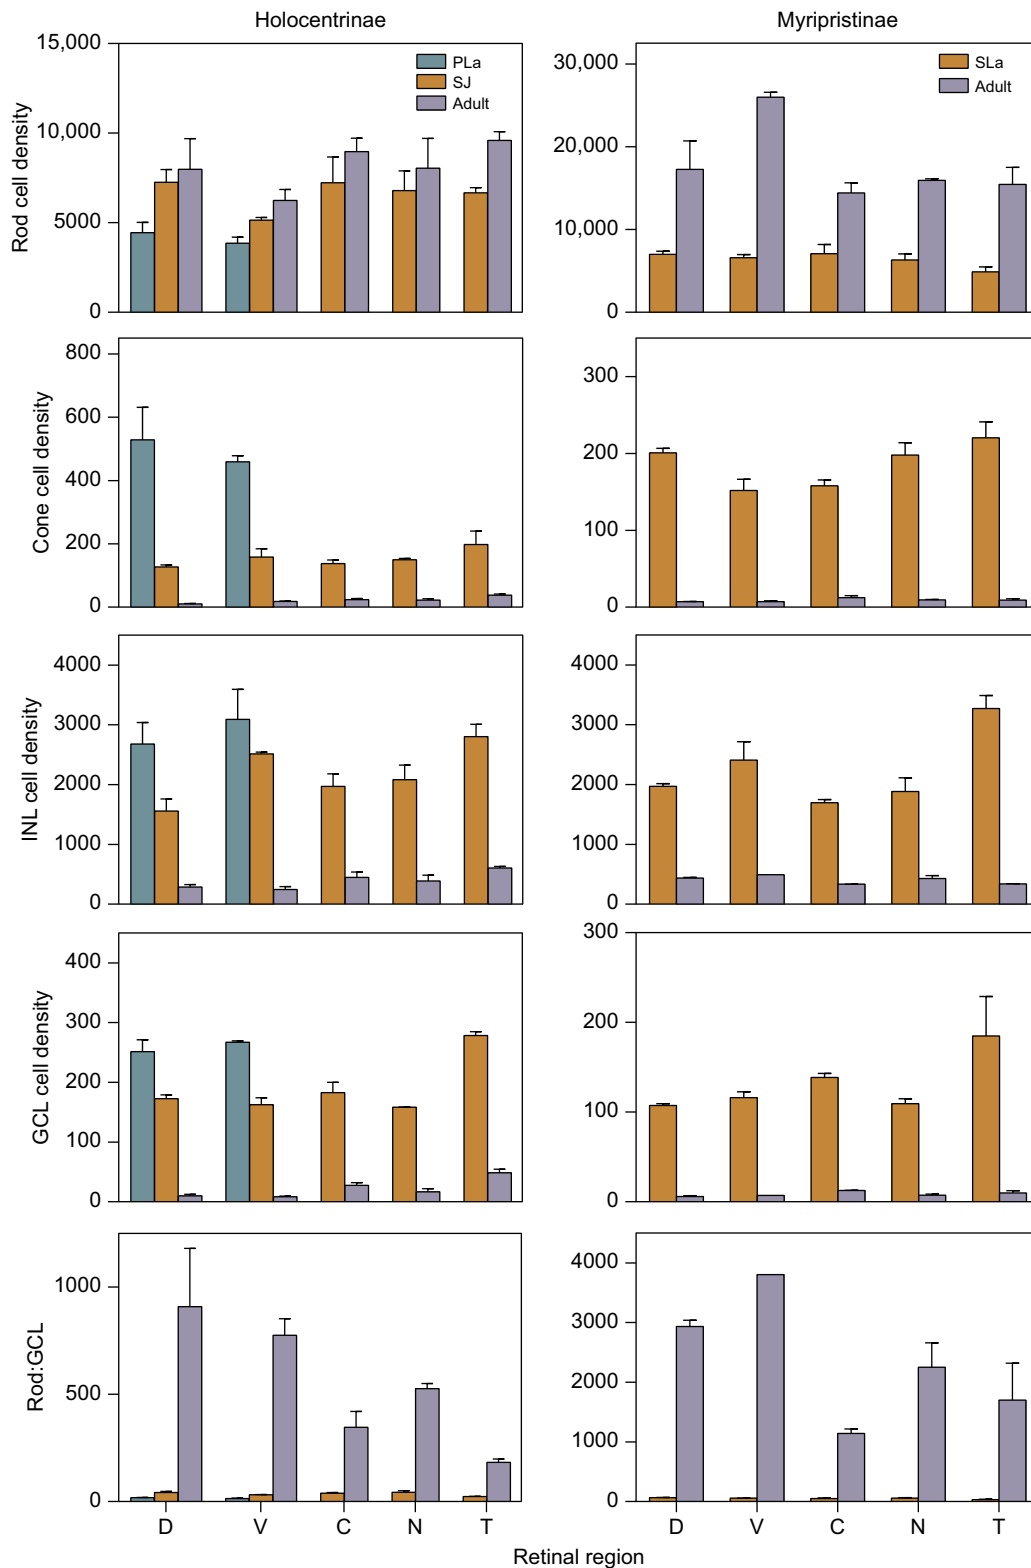 Holocentrinae
Myripristinae
Rod cell density
15,000
10,000
5000
0
PLa
SJ
Adult
30,000
20,000
10,000
0
SLa
Adult
Cone cell density
800
600
400
200
0
300
200
100
0
INL cell density
4000
3000
2000
1000
0
4000
3000
2000
1000
0
GCL cell density
400
300
200
100
0
300
200
100
0
Rod:GCL
1000
500
0
4000
3000
2000
1000
0
D V C N T
D V C N T
Retinal region